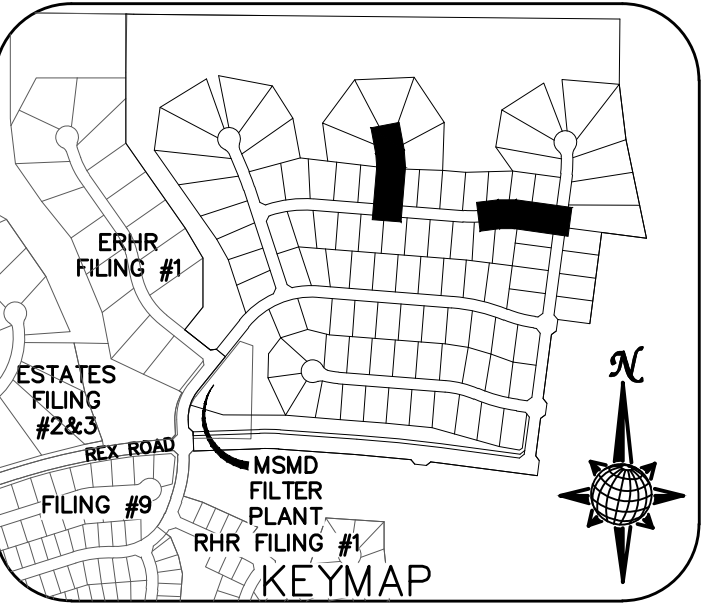 N
ERHR
FILING #1
ESTATES
FILING
#2&3
REX ROAD
MSMD
FILTER
PLANT
RHR FILING #1
FILING #9
KEYMAP